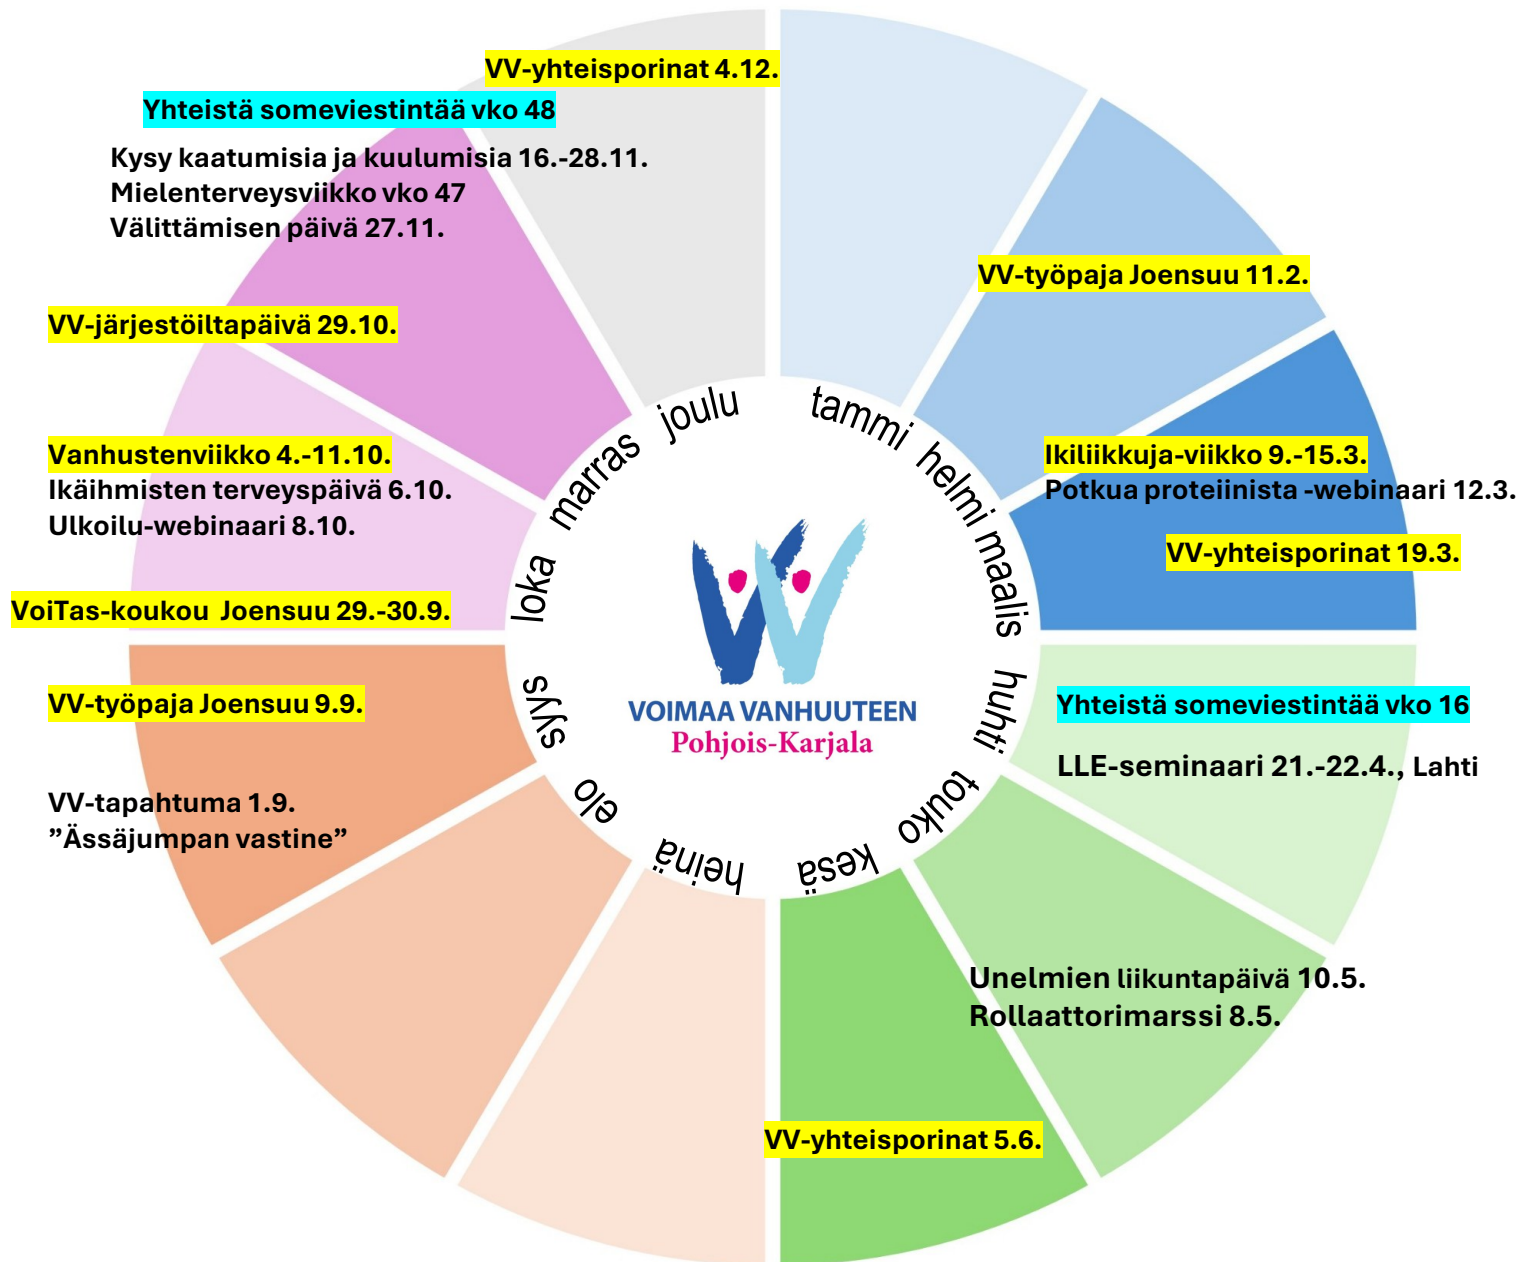 VV-yhteisporinat 4.12.
Yhteistä someviestintää vko 48
Kysy kaatumisia ja kuulumisia 16.-28.11.
Mielenterveysviikko vko 47
Välittämisen päivä 27.11.
VV-työpaja Joensuu 11.2.
VV-järjestöiltapäivä 29.10.
Vanhustenviikko 4.-11.10.
Ikäihmisten terveyspäivä 6.10.
Ulkoilu-webinaari 8.10.
Ikiliikkuja-viikko 9.-15.3.
Potkua proteiinista -webinaari 12.3.
VV-yhteisporinat 19.3.
VoiTas-koukou Joensuu 29.-30.9.
VV-työpaja Joensuu 9.9.
VV-tapahtuma 1.9.
”Ässäjumpan vastine”
Yhteistä someviestintää vko 16
LLE-seminaari 21.-22.4., Lahti
Unelmien liikuntapäivä 10.5.
Rollaattorimarssi 8.5.
VV-yhteisporinat 5.6.
tammi
helmi
maalis
huhti
touko
kesä
heinä
elo
syys
loka
marras
joulu
VOIMAA VANHUUTEEN
Pohjois-Karjala